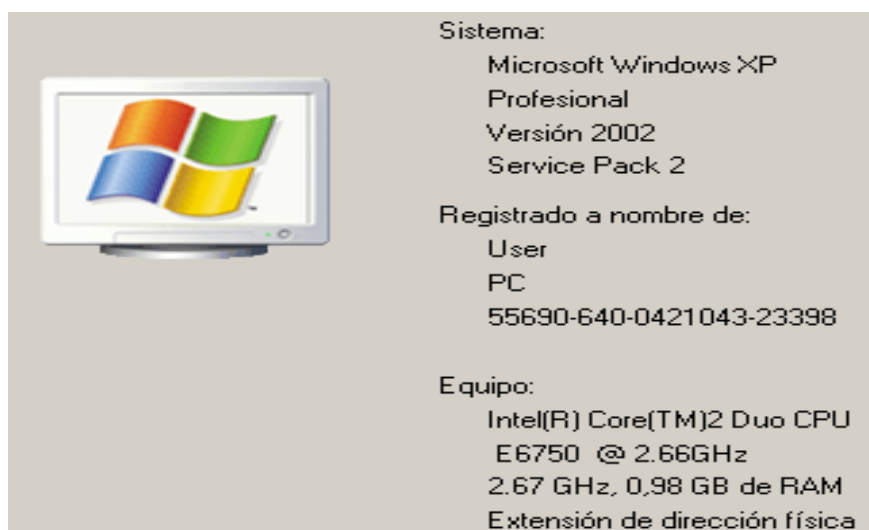 Sistema:
Microsoft Windows XP
Profesional
Versión 2002
Service Pack 2
Registrado a nombre de:
User
PC
55690-640-0421043-23398
Equipo:
Intel(R) Core(TM)2 Duo CPU
E6750 @ 2.66GHz
2.67 GHz, 0,98 GB de RAM
Extensión de dirección física